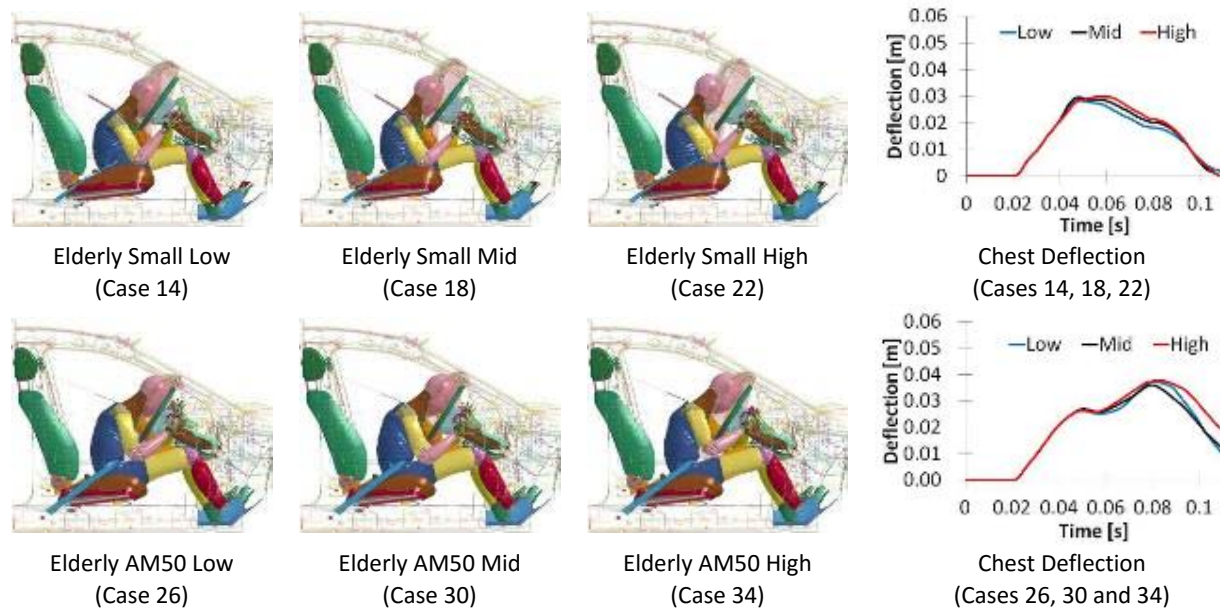 0.06
0.05
0.04
0.03
0.02
0.01
0
Deflection [m]
Low Mid High
0 0.02 0.04 0.06 0.08 0.1
Time [s]
Elderly Small Low
(Case 14)
Elderly Small Mid
(Case 18)
Elderly Small High
(Case 22)
Chest Deflection
(Cases 14, 18, 22)
0.06
0.05
0.04
0.03
0.02
0.01
0.00
Deflection [m]
Low Mid High
0 0.02 0.04 0.06 0.08 0.1
Time [s]
Elderly AM50 Low
(Case 26)
Elderly AM50 Mid
(Case 30)
Elderly AM50 High
(Case 34)
Chest Deflection
(Cases 26, 30 and 34)